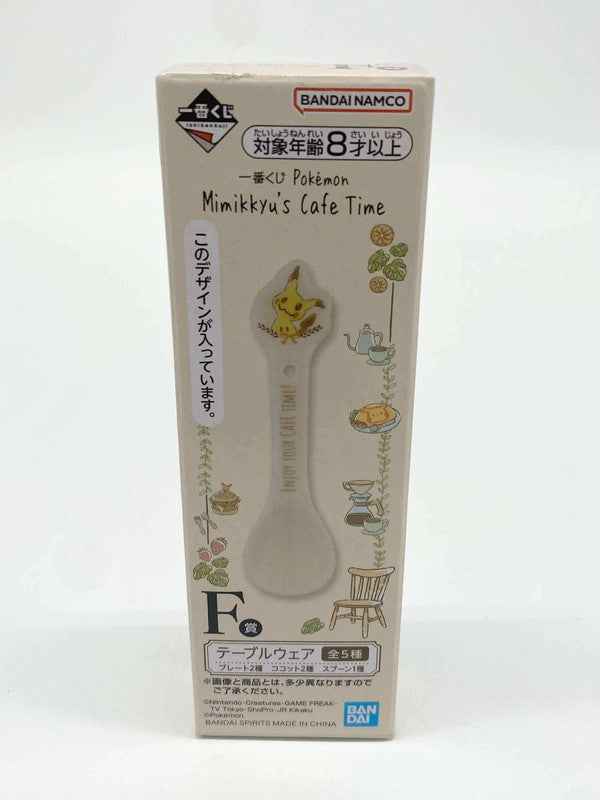 F賞
一番くじ
ichibankuji
BANDAI NAMCO
たいしょうねんれい さい い じょう
対象年齢8才以上
一番くじ Pokémon
Mimikkyu's Cafe Time
このデザインが入っています。
ENJOY YOUR CAFE TIME!
F賞
テーブルウェア 全5種
プレート2種 ココット2種 スプーン1種
※画像と商品とは、多少異なりますので
ご了承ください。
©Nintendo・Creatures・GAME FREAK・
TV Tokyo・ShoPro・JR Kikaku
©Pokémon
BANDAI SPIRITS MADE IN CHINA
BAN
DAI